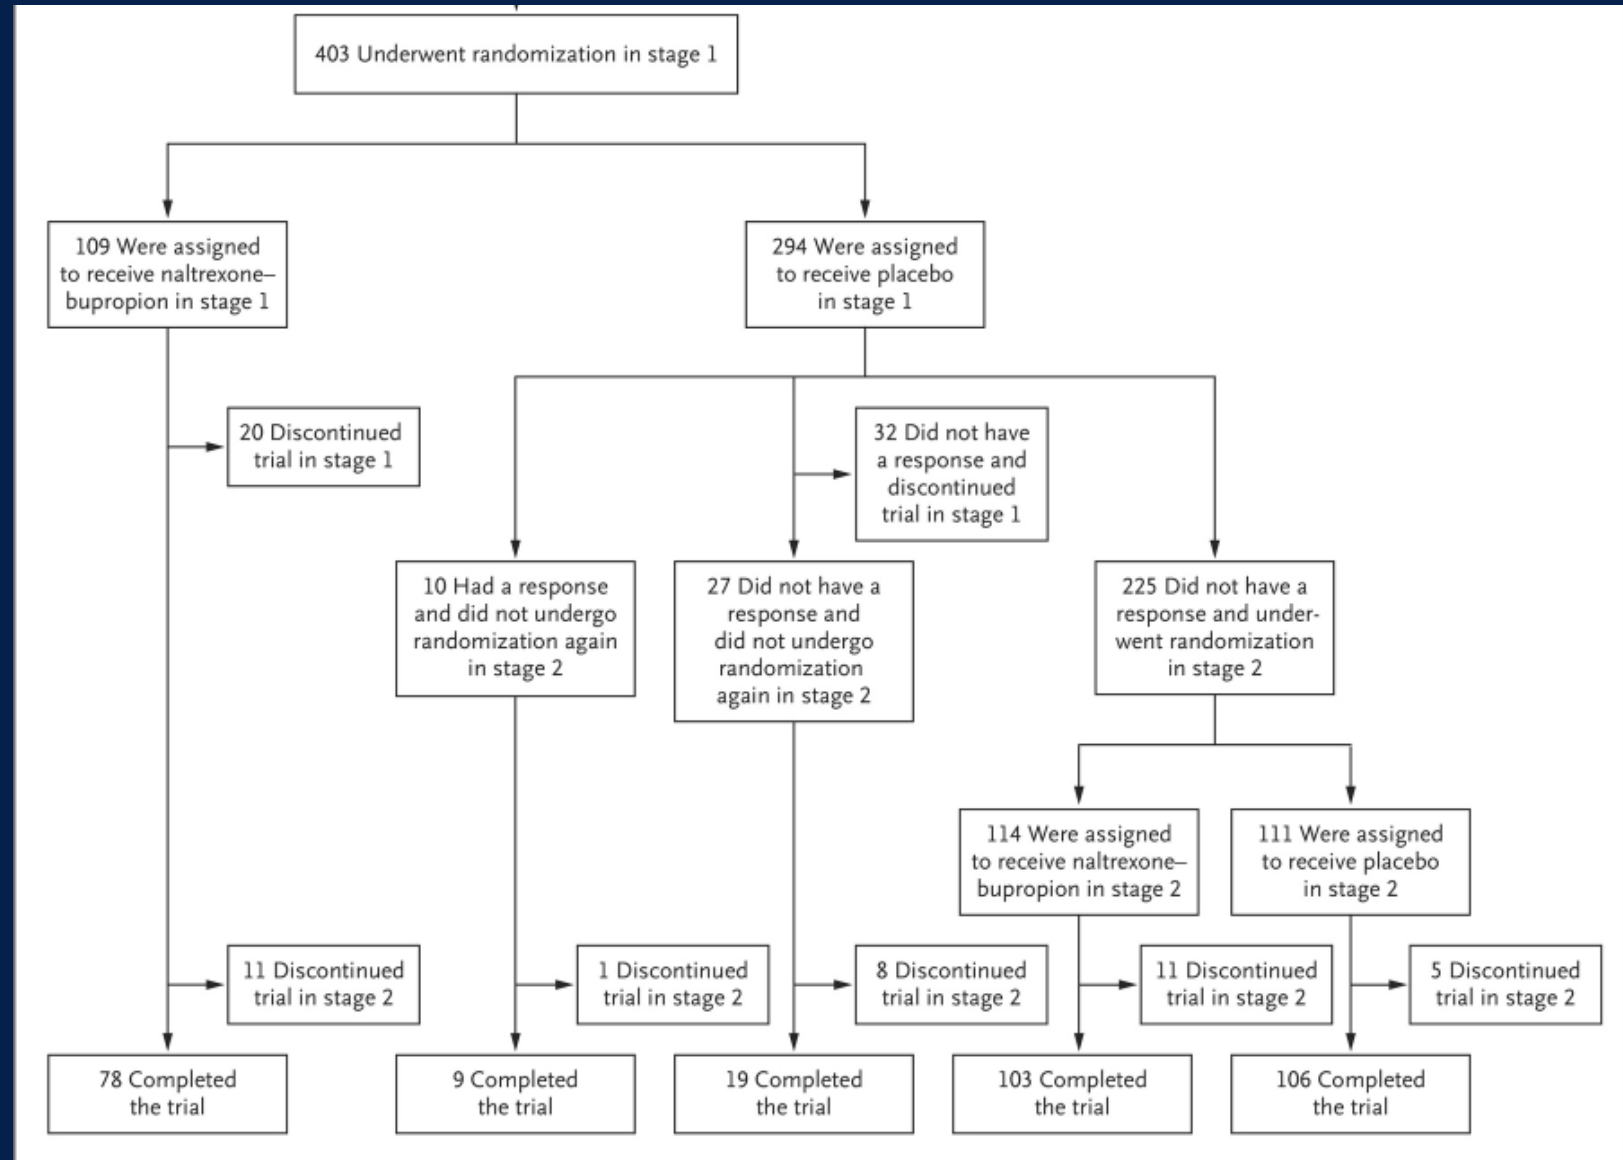 403 Underwent randomization in stage 1
109 Were assigned
to receive naltrexone–
bupropion in stage 1
294 Were assigned
to receive placebo
in stage 1
20 Discontinued
trial in stage 1
32 Did not have
a response and
discontinued
trial in stage 1
10 Had a response
and did not undergo
randomization again
in stage 2
27 Did not have a
response and
did not undergo
randomization
again in stage 2
225 Did not have a
response and under-
went randomization
in stage 2
114 Were assigned
to receive naltrexone–
bupropion in stage 2
111 Were assigned
to receive placebo
in stage 2
11 Discontinued
trial in stage 2
1 Discontinued
trial in stage 2
8 Discontinued
trial in stage 2
11 Discontinued
trial in stage 2
5 Discontinued
trial in stage 2
78 Completed
the trial
9 Completed
the trial
19 Completed
the trial
103 Completed
the trial
106 Completed
the trial